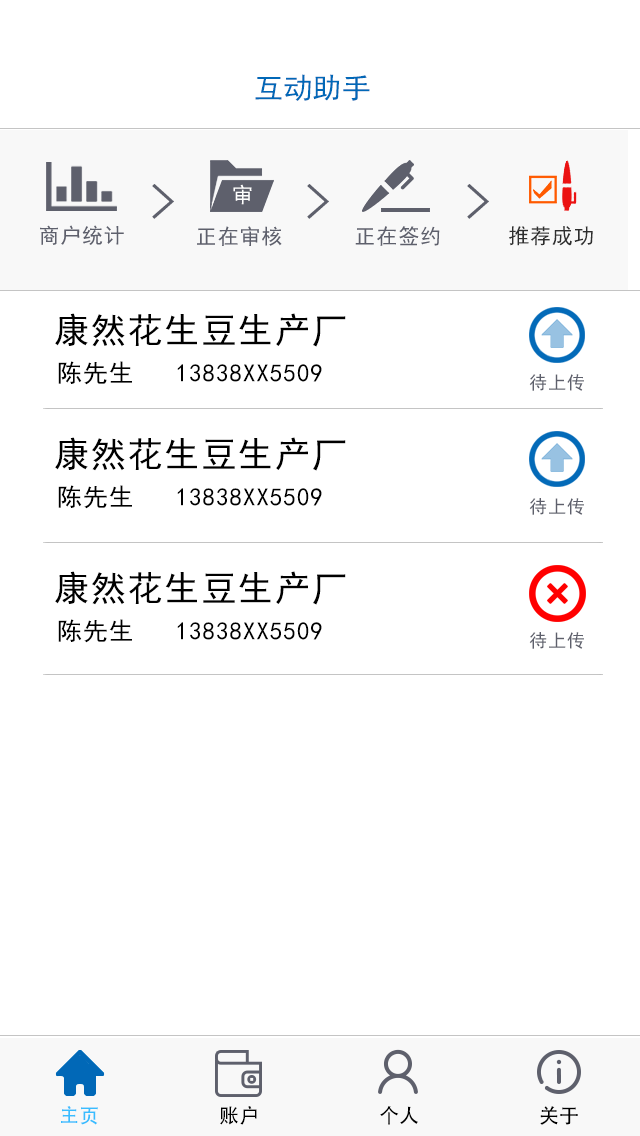 互动助手
审
商户统计 正在审核 正在签约 推荐成功
康然花生豆生产厂
陈先生 13838XX5509
待上传
康然花生豆生产厂
陈先生 13838XX5509
待上传
康然花生豆生产厂
陈先生 13838XX5509
待上传
主页 账户 个人 关于